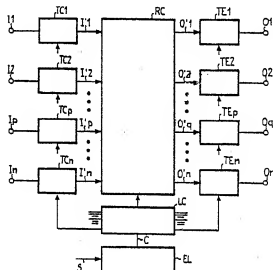 TC1 RC TE1
I1 I'1 O'1 O1
TC2 TE2
I2 I'2 O'2 O2
TCp TEp
Ip I'p O'q Oq
TCn TEn
In I'n O'n On
LC
C
S EL